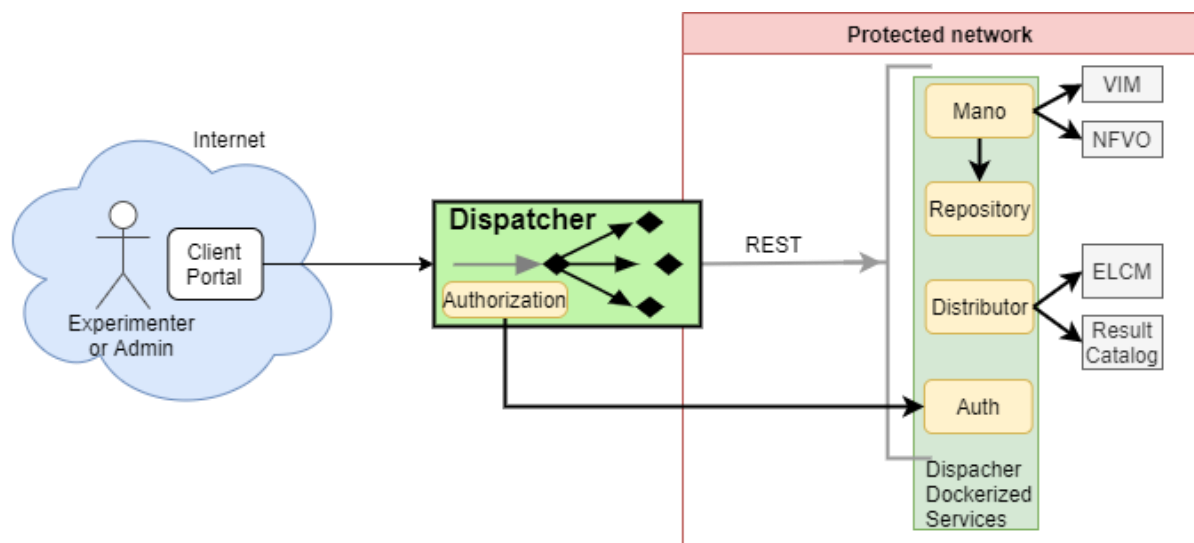 Protected network
Internet
Client
Portal
Experimenter
or Admin
Dispatcher
Authorization
REST
Mano
Repository
Distributor
Auth
Dispacher
Dockerized
Services
VIM
NFVO
ELCM
Result
Catalog